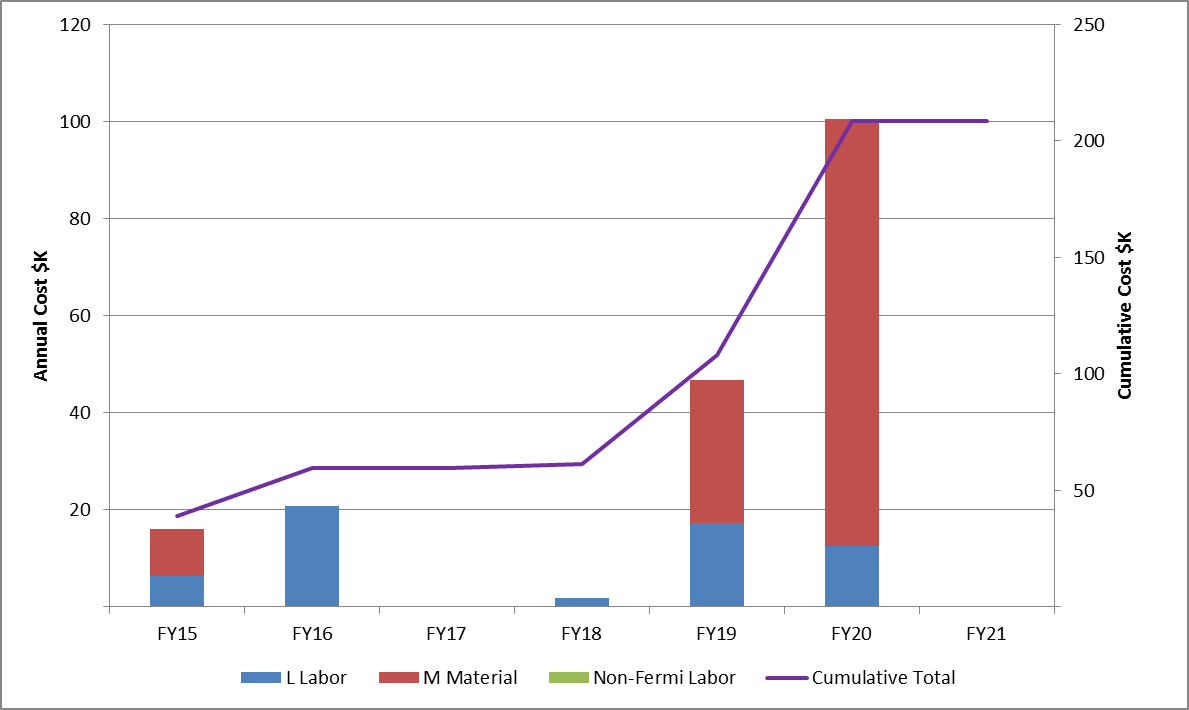 120
100
80
60
40
20
Annual Cost $K
250
200
150
100
50
Cumulative Cost $K
FY15 FY16 FY17 FY18 FY19 FY20 FY21
L Labor M Material Non-Fermi Labor Cumulative Total